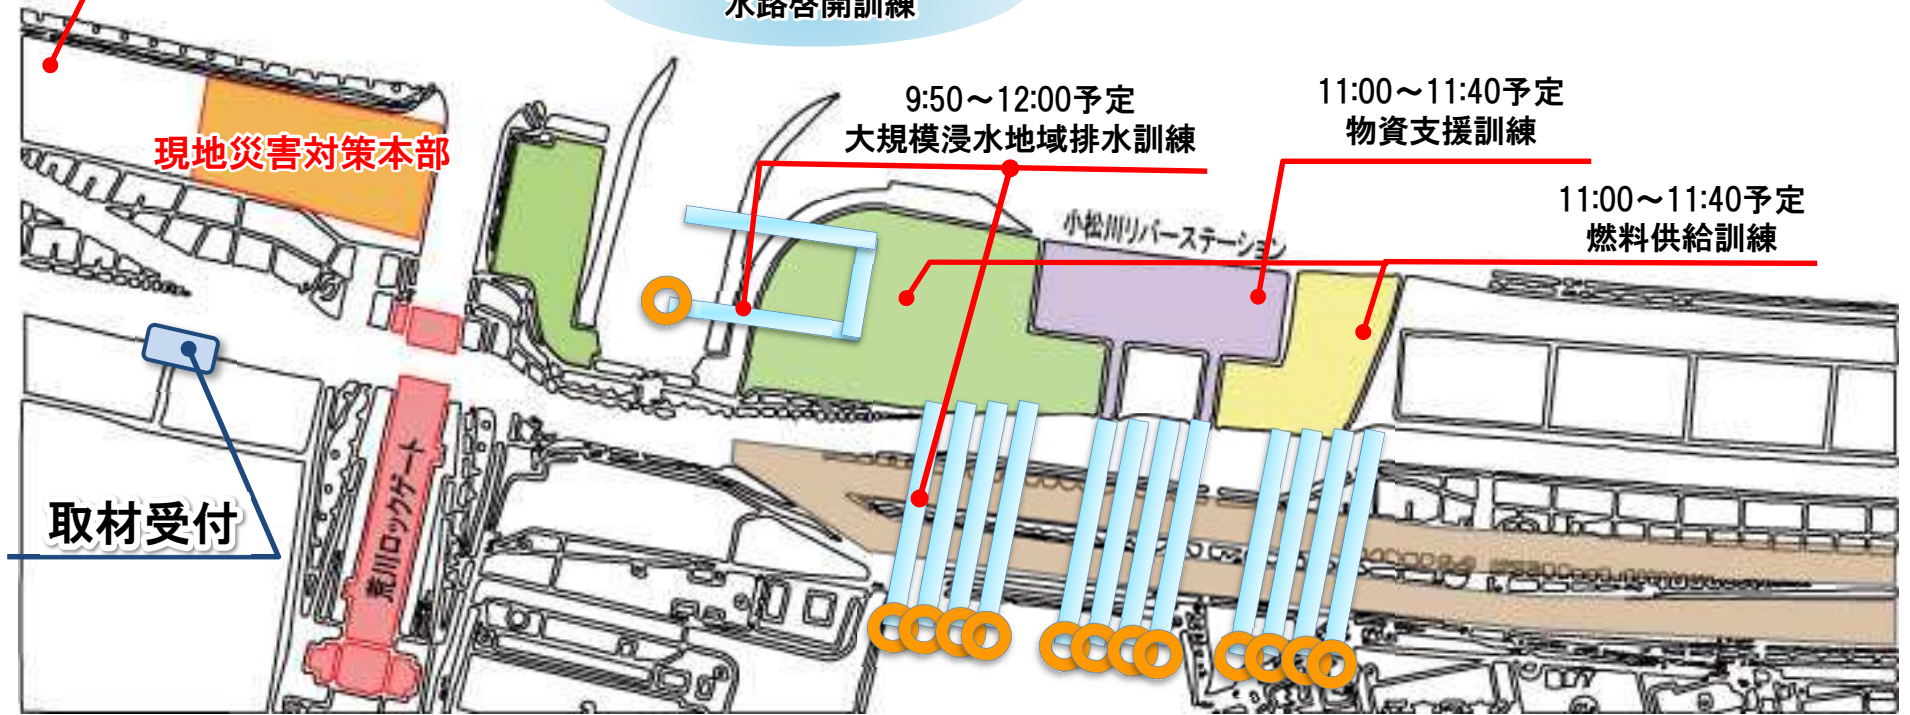 水路啓開訓練
9:50～12:00予定
大規模浸水地域排水訓練
11:00～11:40予定
物資支援訓練
現地災害対策本部
11:00～11:40予定
燃料供給訓練
小松川リバーステーション
取材受付
荒川ロックゲート